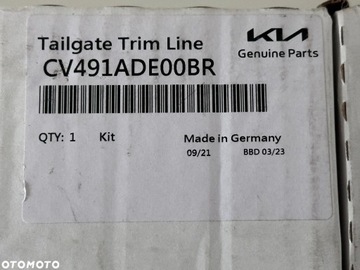 Tailgate Trim Line
KIA
Genuine Parts
CV491ADE00BR
QTY: 1 Kit
Made in Germany
09/21 BBD 03/23
OTOMOTO
OTOMOTO